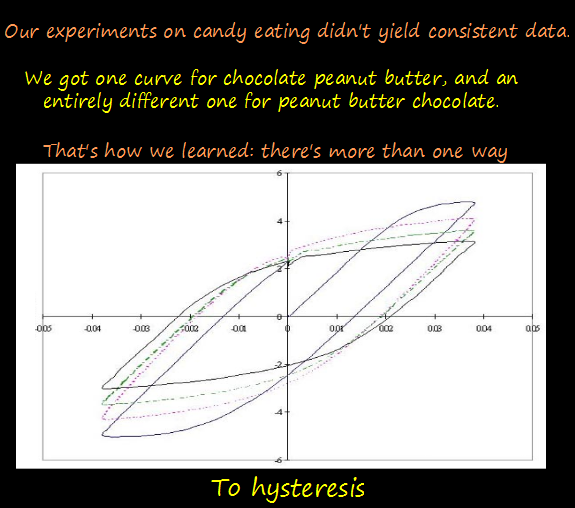 Our experiments on candy eating didn't yield consistent data.
We got one curve for chocolate peanut butter, and an
entirely different one for peanut butter chocolate.
That's how we learned: there's more than one way
6
4
2
0
-0.05 -0.04 -0.03 -0.02 -0.01 0 0.01 0.02 0.03 0.04 0.05
-2
-4
-6
To hysteresis